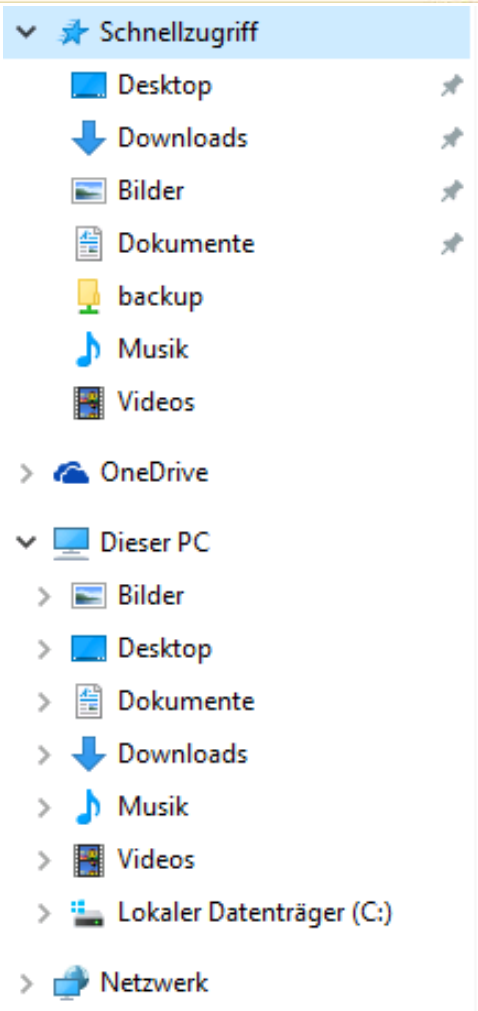 Schnellzugriff
Desktop
Downloads
Bilder
Dokumente
backup
Musik
Videos
OneDrive
Dieser PC
Bilder
Desktop
Dokumente
Downloads
Musik
Videos
Lokaler Datenträger (C:)
Netzwerk